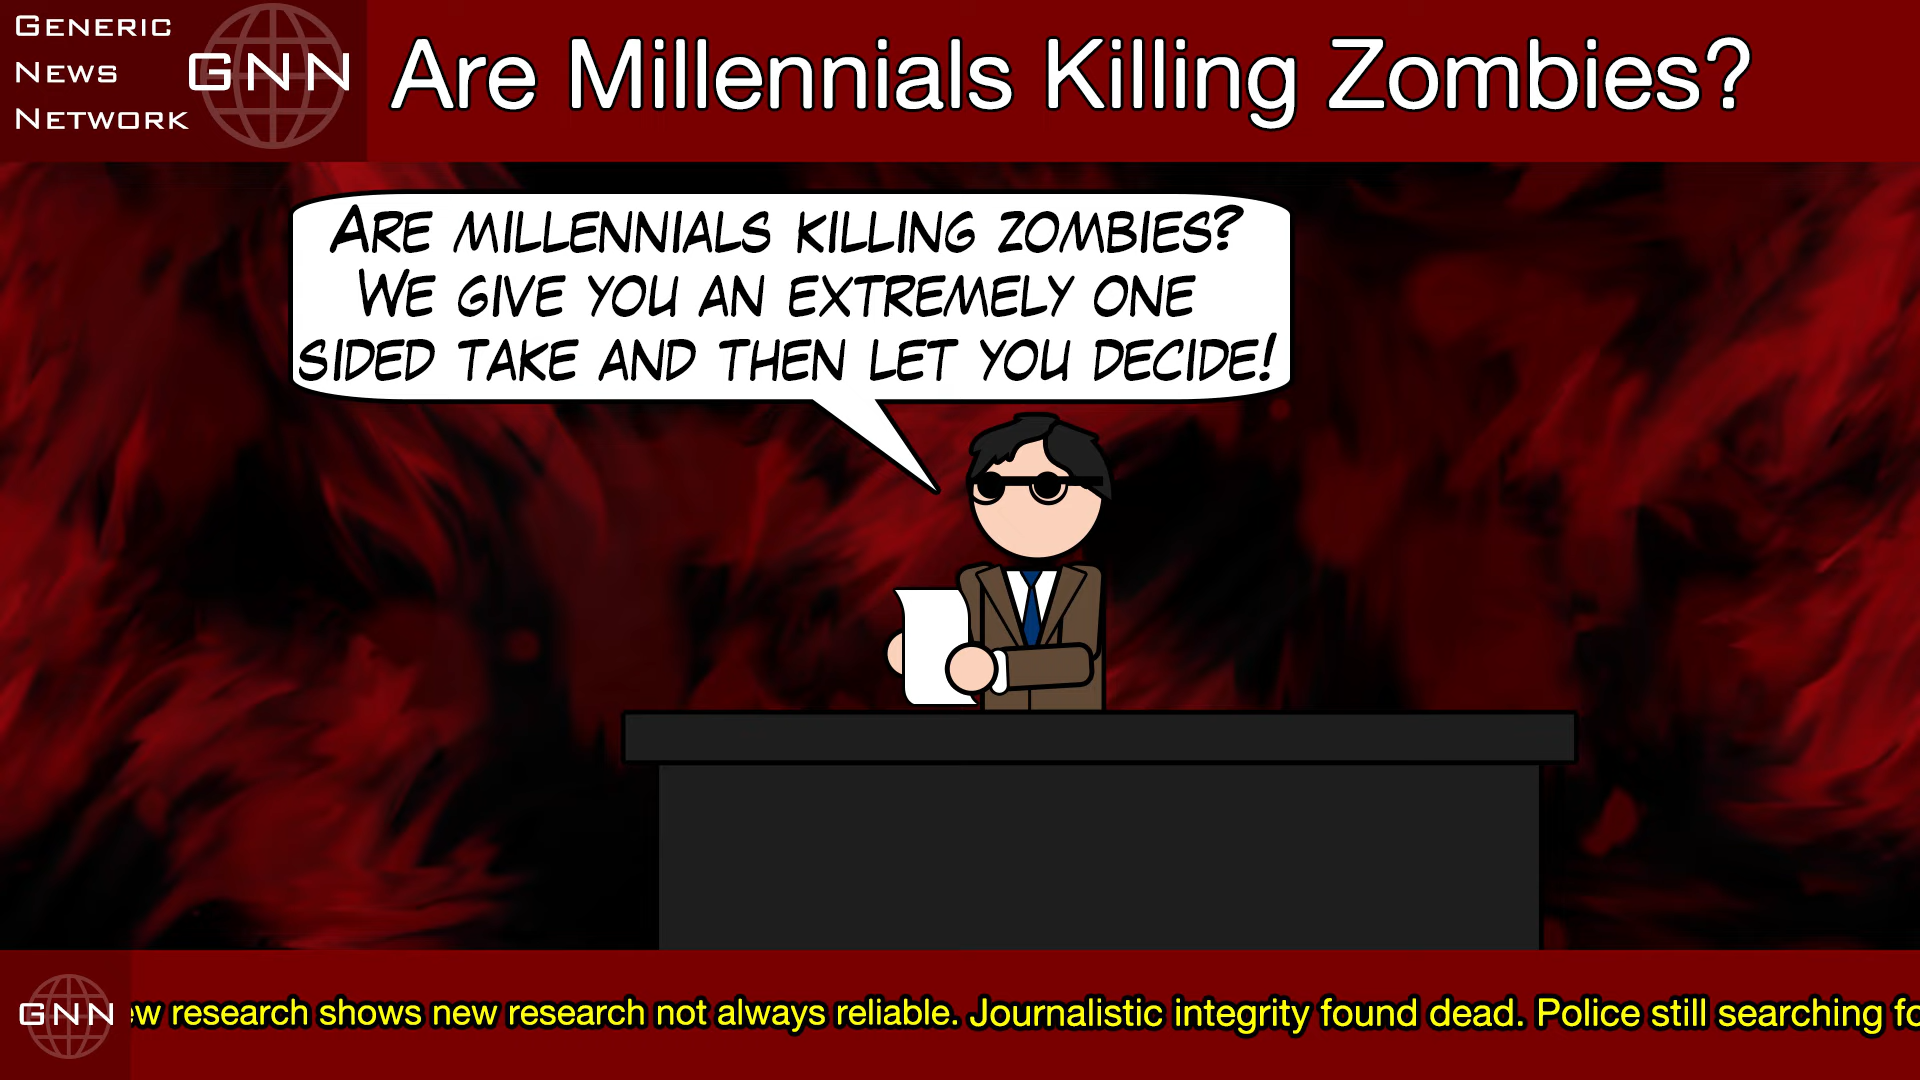 Generic
News
Network
GNN
Are Millennials Killing Zombies?
Are millennials killing zombies?
We give you an extremely one
sided take and then let you decide!
GNN
ew research shows new research not always reliable. Journalistic integrity found dead. Police still searching fo